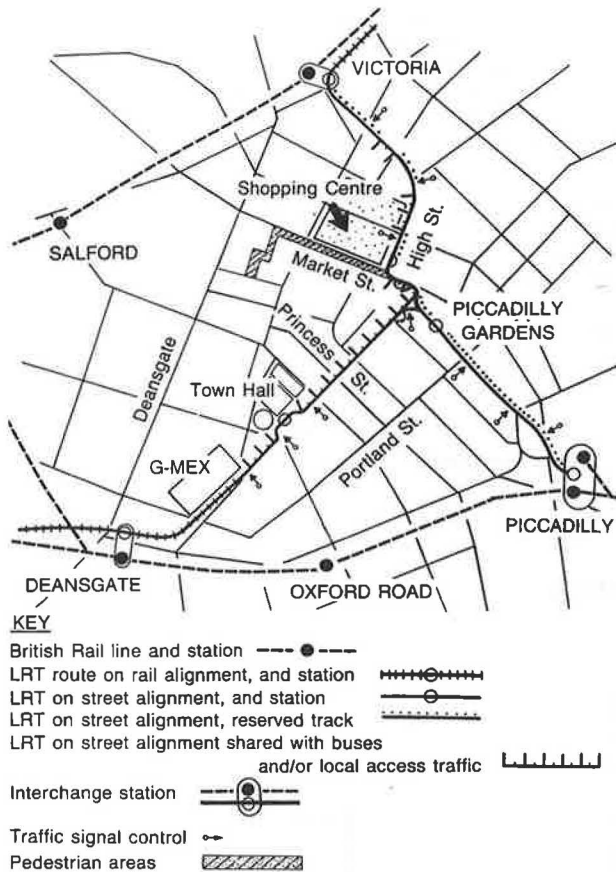 VICTORIA
Shopping Centre
High St.
SALFORD
Market St.
PICCADILLY
GARDENS
Princess
St.
Deansgate
Town Hall
Portland St.
G-MEX
PICCADILLY
DEANSGATE
OXFORD ROAD
KEY
British Rail line and station
LRT route on rail alignment, and station
LRT on street alignment, and station
LRT on street alignment, reserved track
LRT on street alignment shared with buses
and/or local access traffic
Interchange station
Traffic signal control
Pedestrian areas